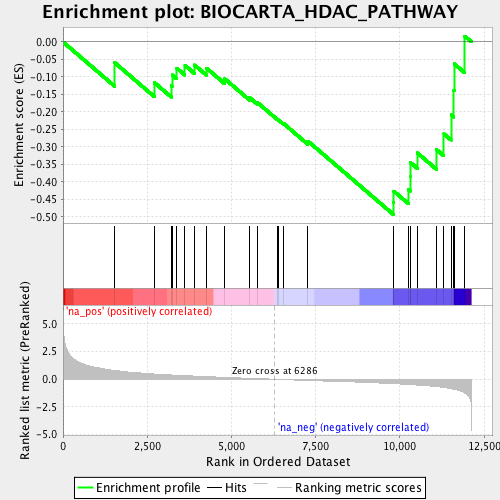 Enrichment plot: BIOCARTA_HDAC_PATHWAY
Enrichment score (ES)
0.00
-0.05
-0.10
-0.15
-0.20
-0.25
-0.30
-0.35
-0.40
-0.45
-0.50
'na_pos' (positively correlated)
Ranked list metric (PreRanked)
5.0
2.5
0.0
-2.5
-5.0
Zero cross at 6286
'na_neg' (negatively correlated)
0
2,500
5,000
7,500
10,000
12,500
Rank in Ordered Dataset
Enrichment profile
Hits
Ranking metric scores